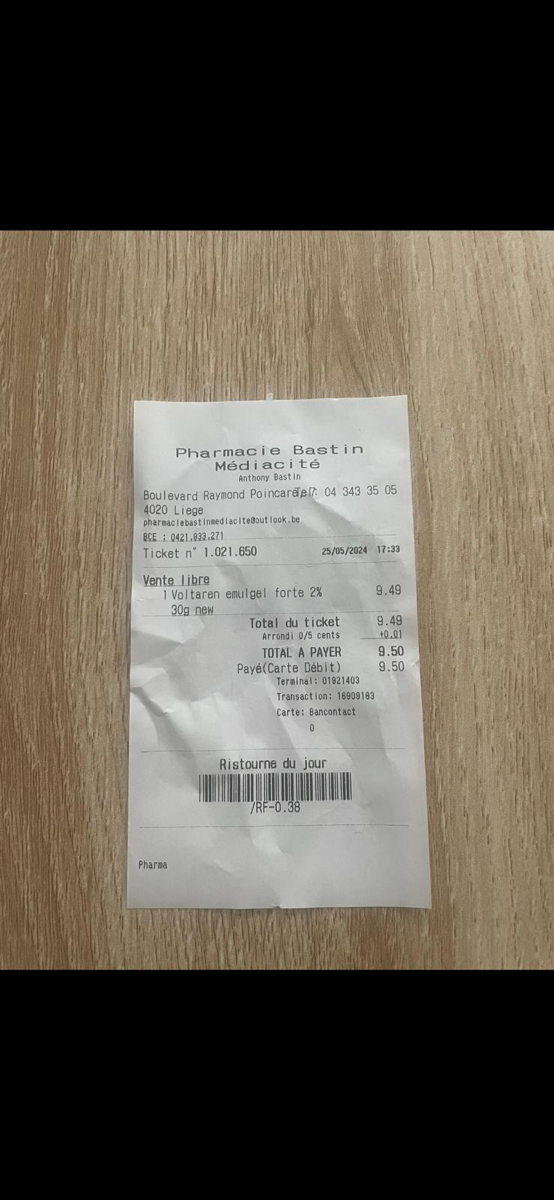 Pharmacie Bastin
Médiacité
Anthony Bastin
Boulevard Raymond Poincaré, 7 Tel: 04 343 35 05
4020 Liege
pharmaciebastinmediacite@outlook.be
BCE : 0421.933.271
Ticket n° 1.021.650 25/05/2024 17:33
Vente libre
1 Voltaren emulgel forte 2% 9.49
30g new
Total du ticket 9.49
Arrondi 0/5 cents +0.01
TOTAL A PAYER 9.50
Payé(Carte Débit) 9.50
Terminal: 01921403
Transaction: 16909183
Carte: Bancontact
0
Ristourne du jour
/RF-0.38
Pharma